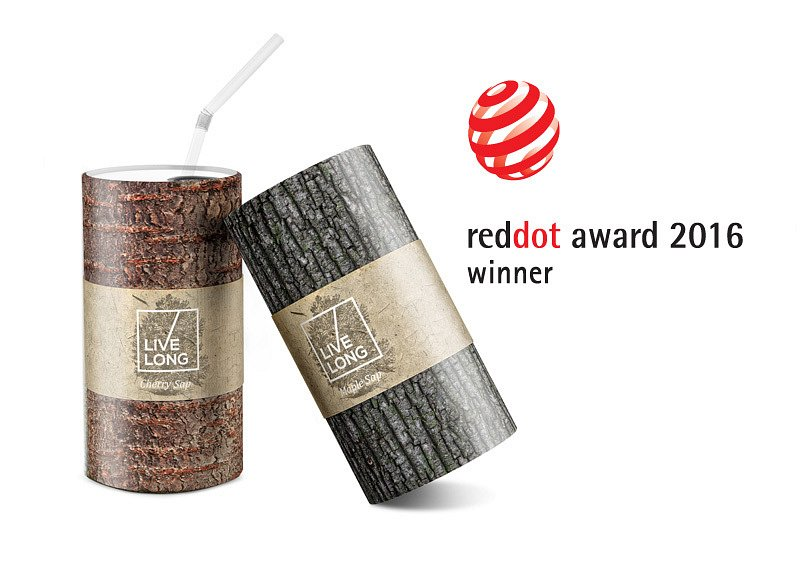 LIVE
LONG
Cherry Sap
LIVE
LONG
Maple Sap
reddot award 2016
winner